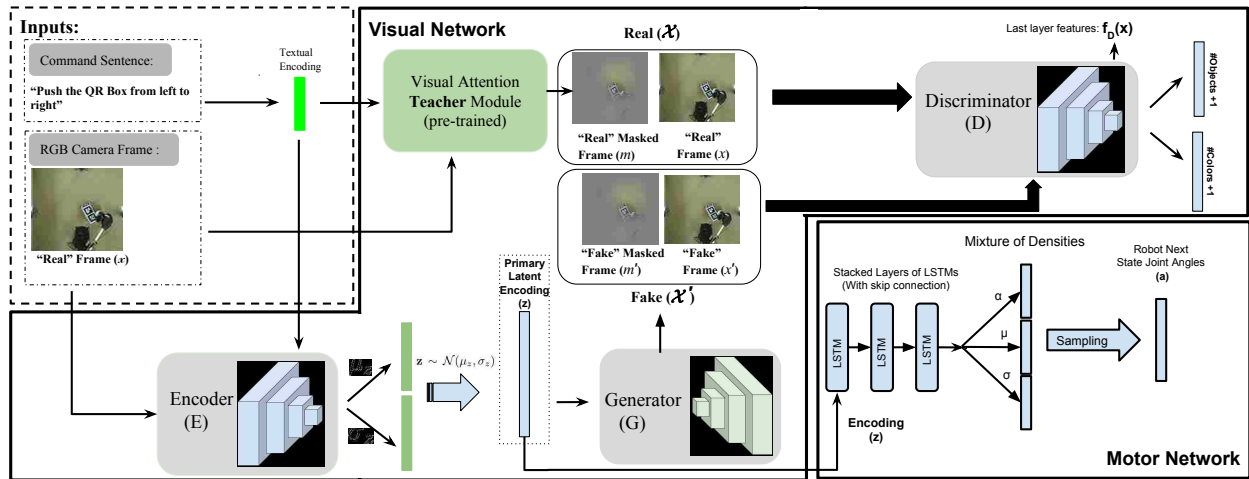 Inputs:
Command Sentence:
“Push the QR Box from left to
right”
RGB Camera Frame :
“Real” Frame (x)
Textual
Encoding
Visual Network
Visual Attention
Teacher Module
(pre-trained)
Real (𝒳)
“Real” Masked
Frame (m)
“Real”
Frame (x)
“Fake” Masked
Frame (m′)
“Fake”
Frame (x′)
Fake (𝒳′)
Last layer features: f_D(x)
Discriminator
(D)
#Objects +1
#Colors +1
Encoder
(E)
z ∼ 𝒩(μ_z, σ_z)
Primary
Latent
Encoding
(z)
Generator
(G)
Mixture of Densities
Stacked Layers of LSTMs
(With skip connection)
LSTM
LSTM
LSTM
α
μ
σ
Sampling
Robot Next
State Joint Angles
(a)
Encoding
(z)
Motor Network